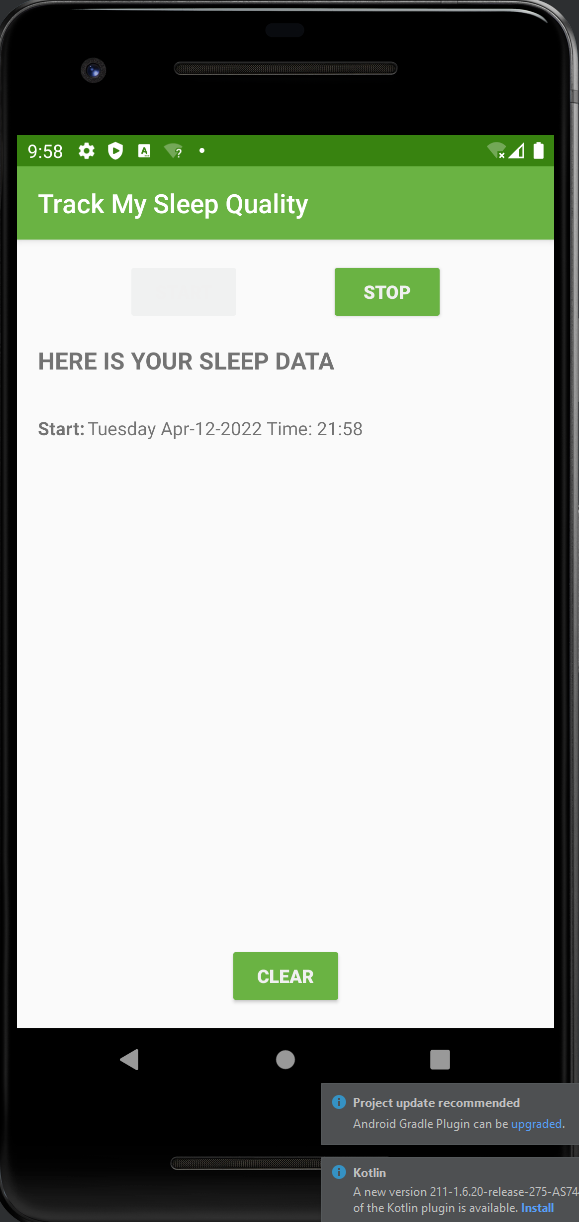 9:58
A
?
Track My Sleep Quality
STOP
HERE IS YOUR SLEEP DATA
Start: Tuesday Apr-12-2022 Time: 21:58
CLEAR
Project update recommended
Android Gradle Plugin can be upgraded.
Kotlin
A new version 211-1.6.20-release-275-AS74
of the Kotlin plugin is available. Install